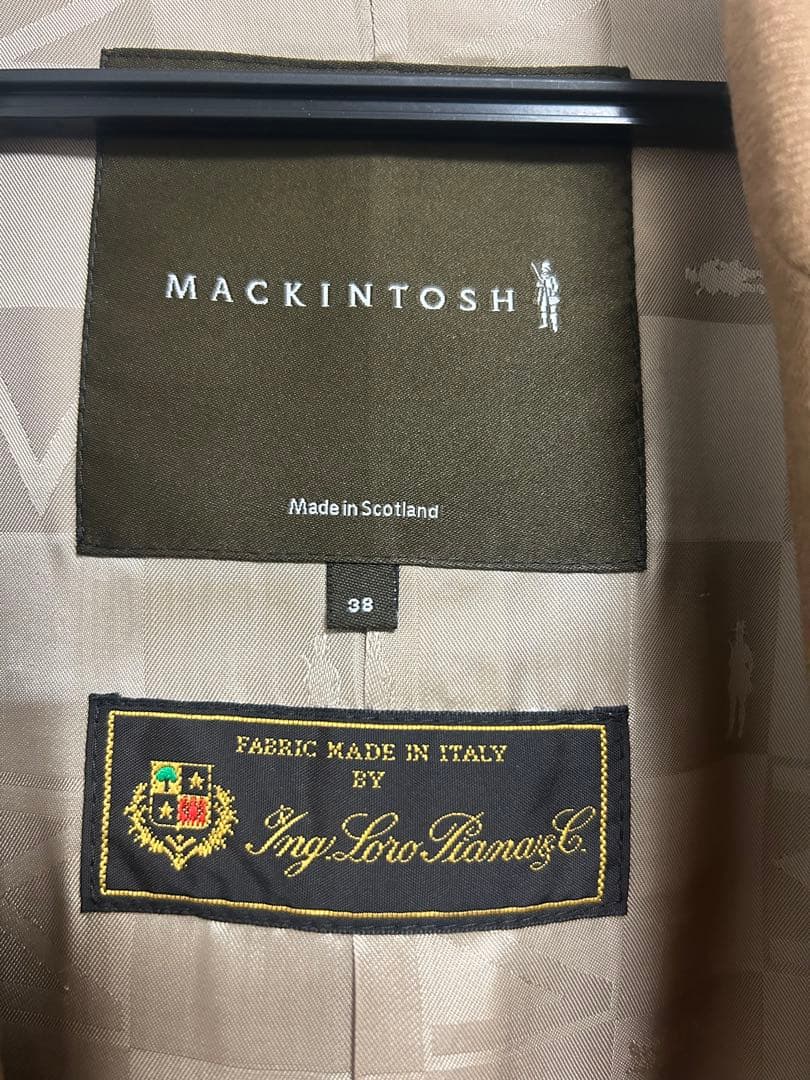 MACKINTOSH
Made in Scotland
38
FABRIC MADE IN ITALY
BY
Ing. Loro Piana & C.